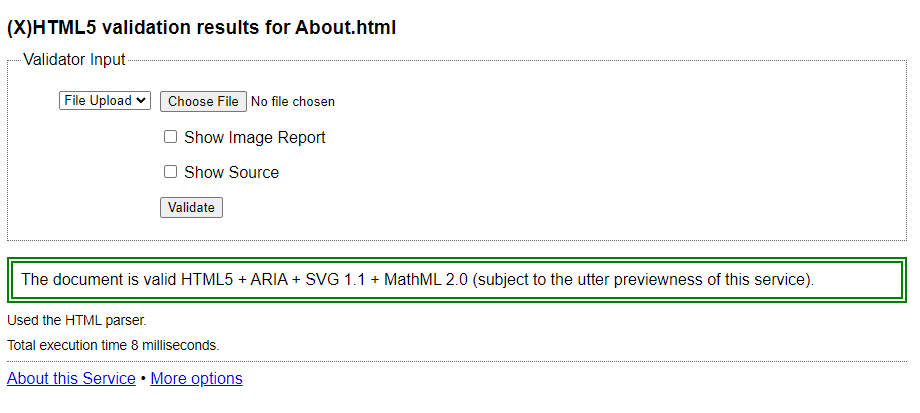 (X)HTML5 validation results for About.html
Validator Input
File Upload Choose File No file chosen
Show Image Report
Show Source
Validate
The document is valid HTML5 + ARIA + SVG 1.1 + MathML 2.0 (subject to the utter previewness of this service).
Used the HTML parser.
Total execution time 8 milliseconds.
About this Service • More options